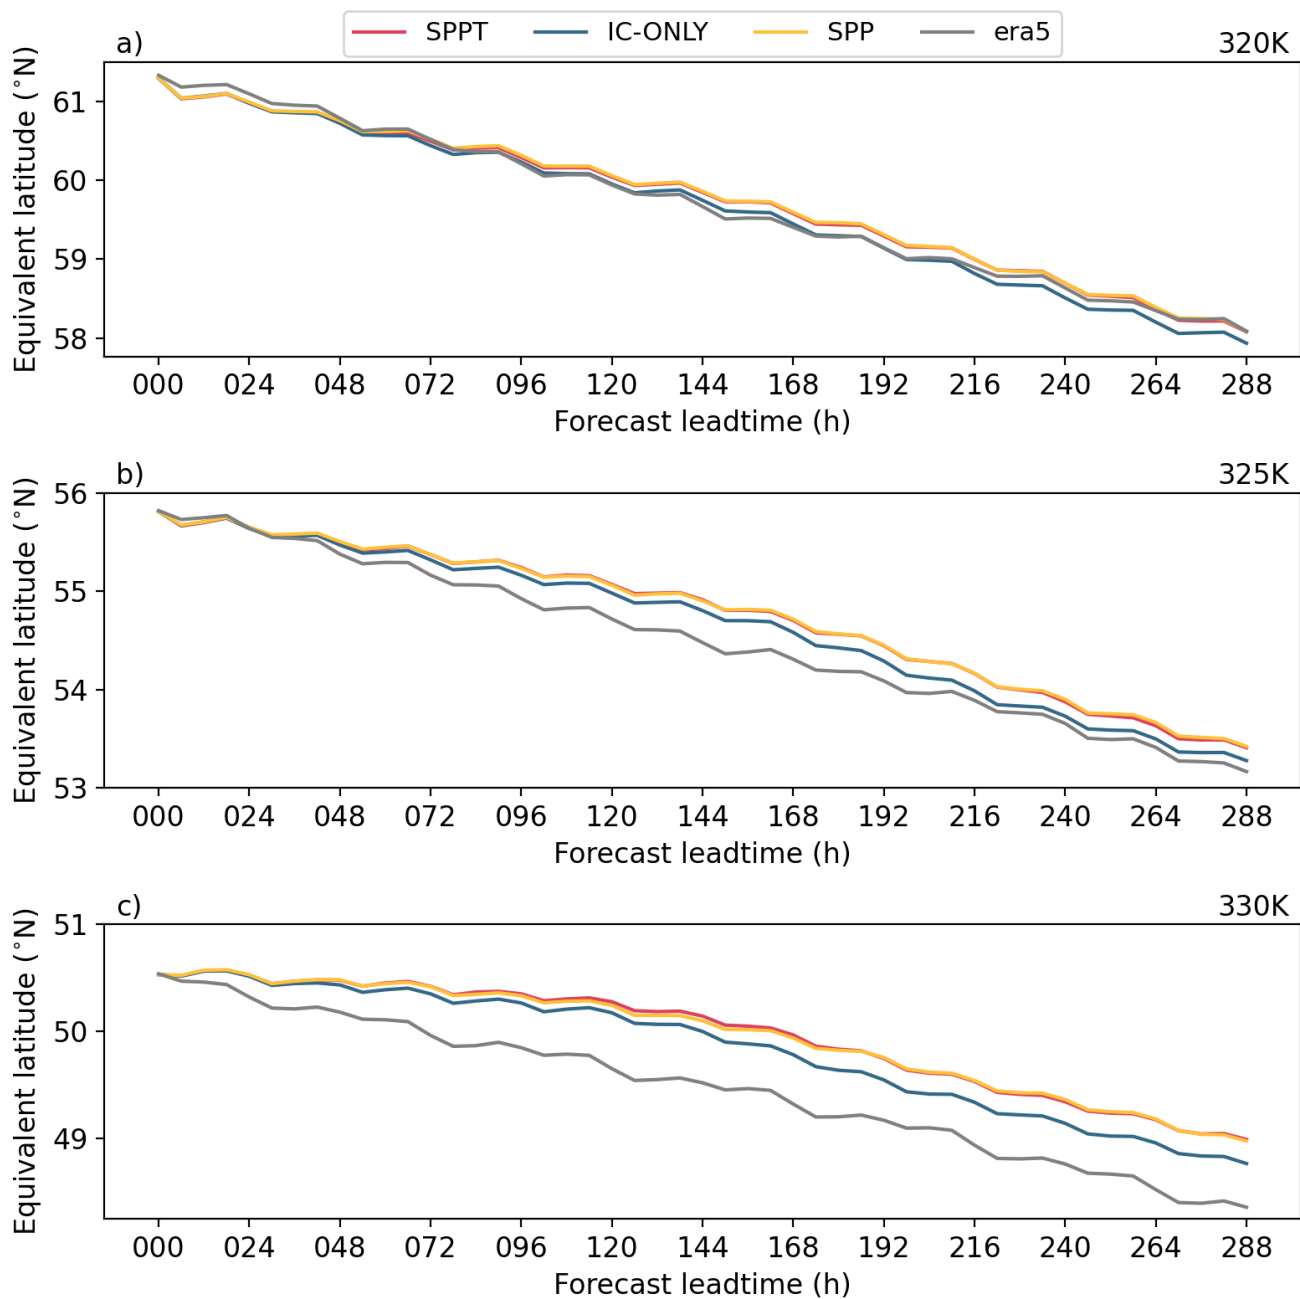 SPPT IC-ONLY SPP era5
a) 320K
Equivalent latitude (°N)
61
60
59
58
000 024 048 072 096 120 144 168 192 216 240 264 288
Forecast leadtime (h)
b) 325K
Equivalent latitude (°N)
56
55
54
53
000 024 048 072 096 120 144 168 192 216 240 264 288
Forecast leadtime (h)
c) 330K
Equivalent latitude (°N)
51
50
49
000 024 048 072 096 120 144 168 192 216 240 264 288
Forecast leadtime (h)